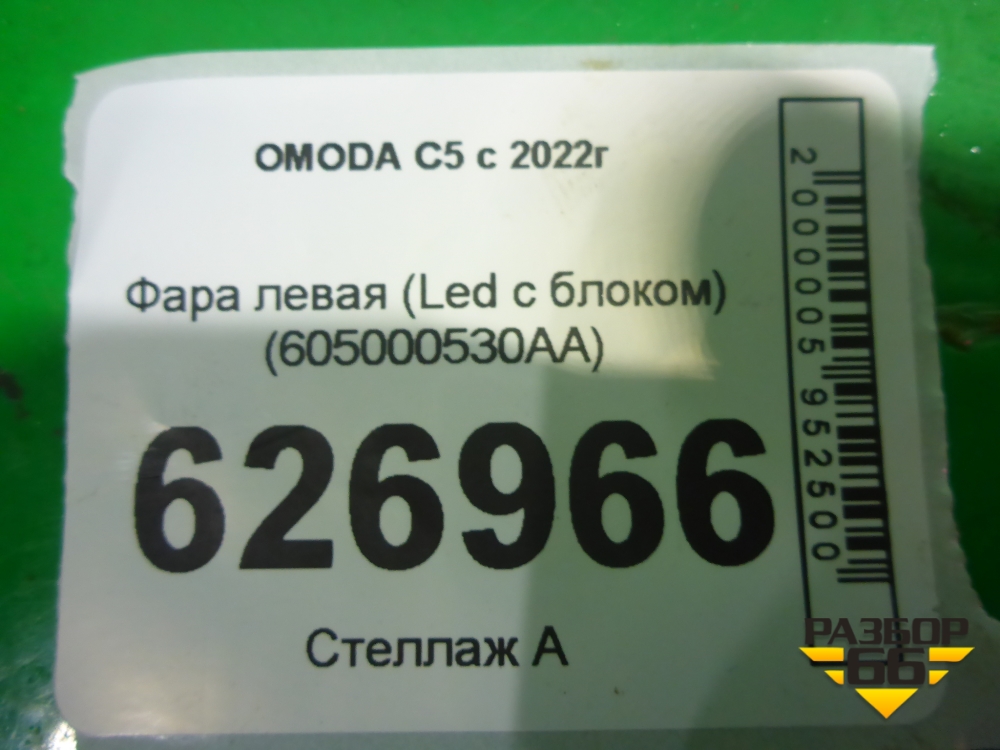 OMODA C5 с 2022г
Фара левая (Led с блоком)
(605000530AA)
626966
Стеллаж А
2 000005 952500
РАЗБОР
66